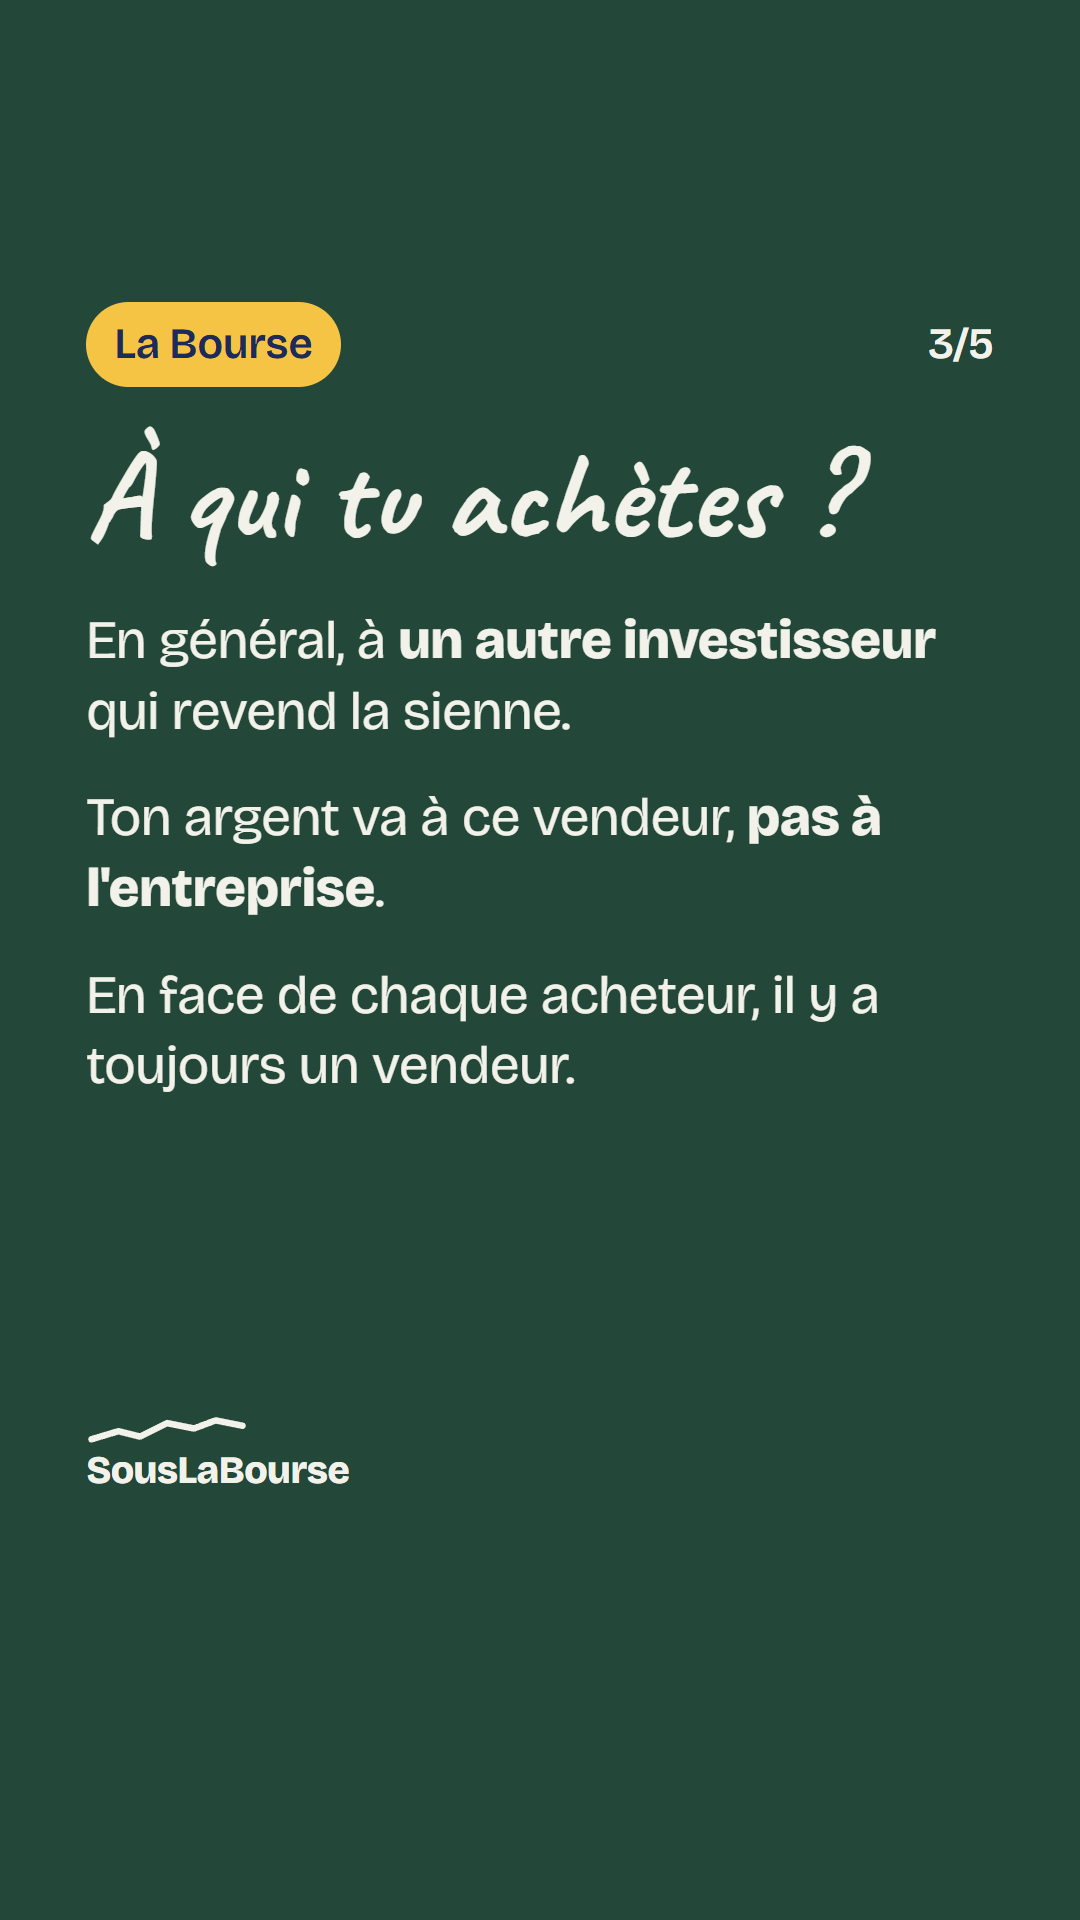 La Bourse
3/5
À qui tu achètes ?
En général, à un autre investisseur
qui revend la sienne.
Ton argent va à ce vendeur, pas à
l'entreprise.
En face de chaque acheteur, il y a
toujours un vendeur.
SousLaBourse